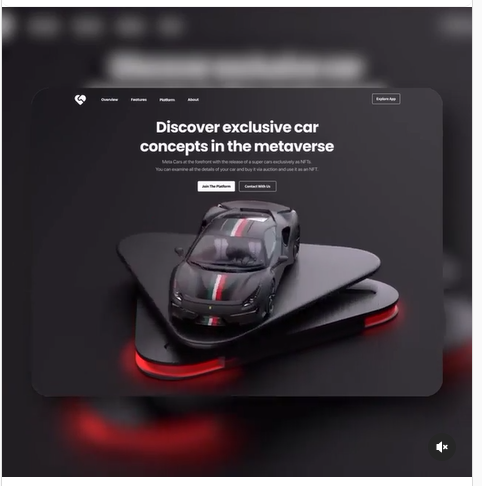 Overview Features Platform About Explore App
Discover exclusive car
concepts in the metaverse
Meta Cars at the forefront with the release of a super cars exclusively as NFTs.
You can examine all the details of your car and buy it via auction and use it as an NFT.
Join The Platform Contact With Us